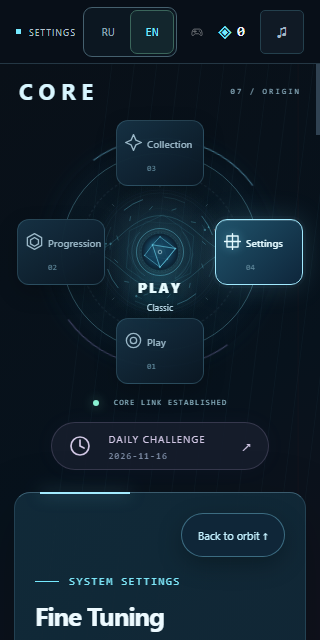 SETTINGS RU EN 0
CORE
07 / ORIGIN
Collection
03
Progression
02
Settings
04
PLAY
Classic
Play
01
CORE LINK ESTABLISHED
DAILY CHALLENGE
2026-11-16
Back to orbit ↑
SYSTEM SETTINGS
Fine Tuning